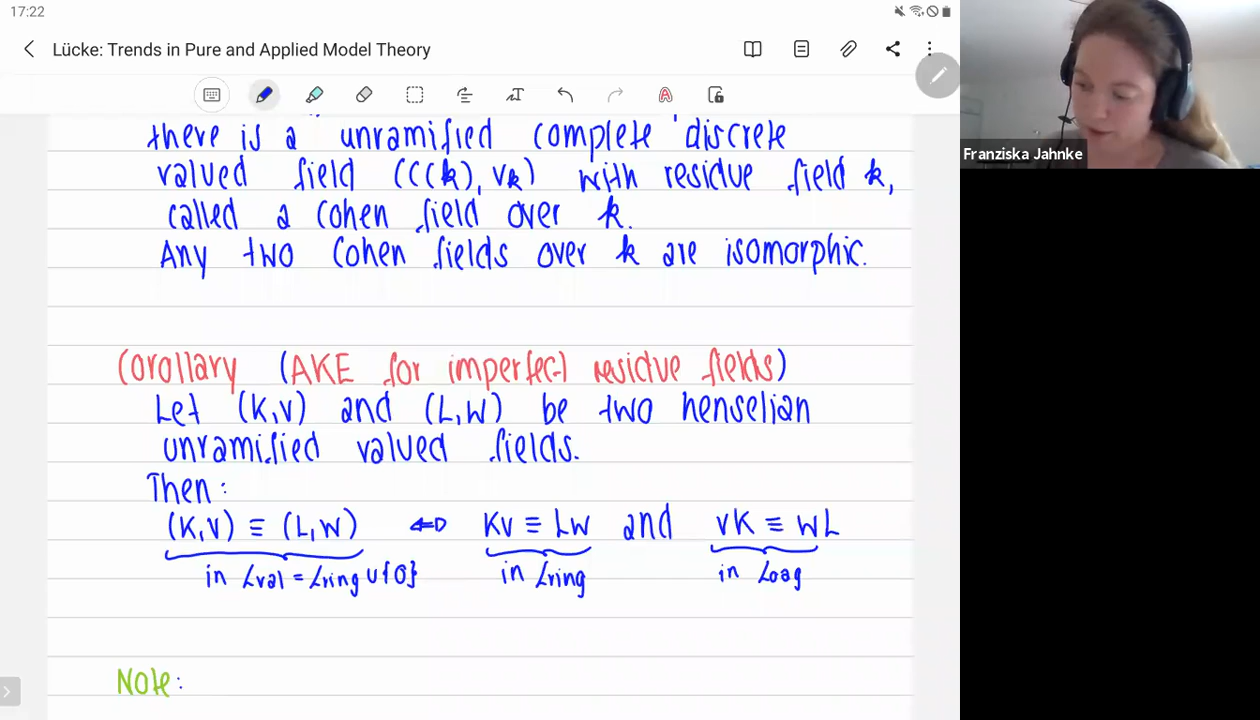 17:22
Lücke: Trends in Pure and Applied Model Theory
there is a unramified complete discrete
valued field (C(k), vk) with residue field k,
called a Cohen field over k.
Any two Cohen fields over k are isomorphic.
Corollary (AKE for imperfect residue fields)
Let (K,v) and (L,w) be two henselian
unramified valued fields.
Then:
(K,v) ≡ (L,w) ⇔ Kv ≡ Lw and vK ≡ wL
in Lval = Lring ∪ {O} in Lring in Loag
Note:
Franziska Jahnke